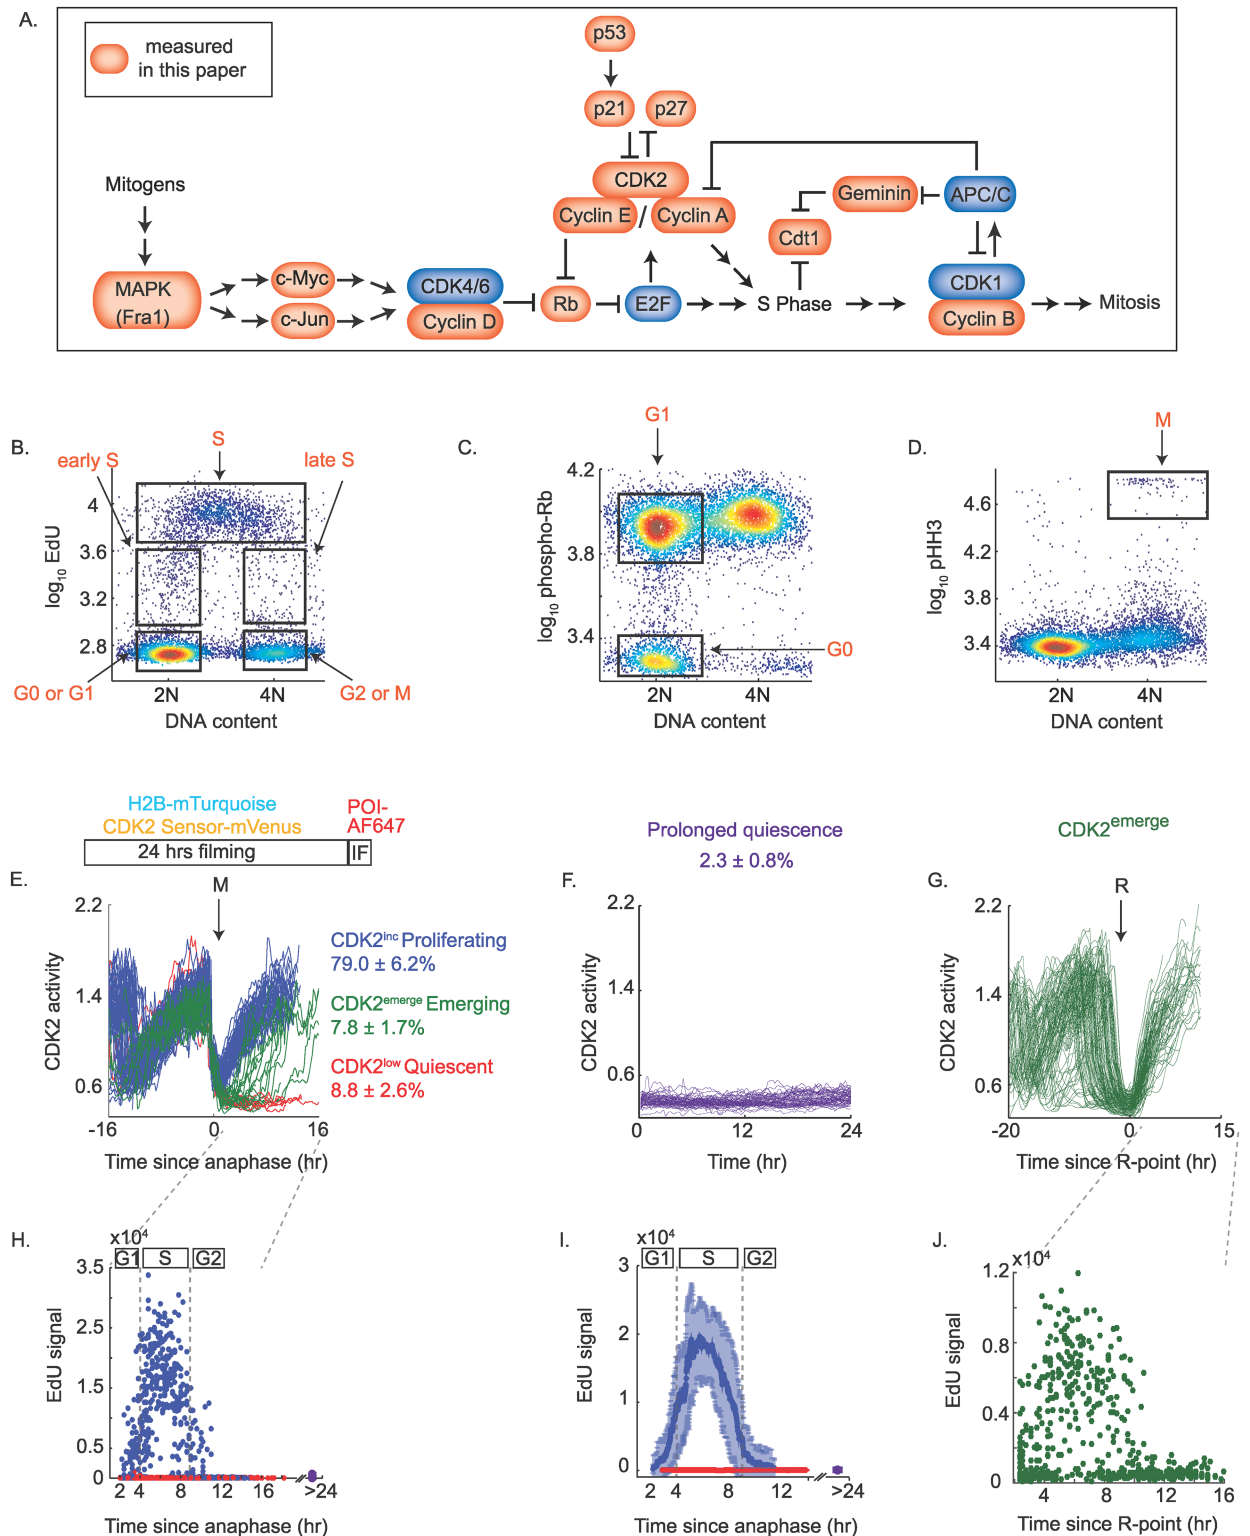 A.
measured
in this paper
p53
p21
p27
CDK2
Cyclin E
/
Cyclin A
Geminin
APC/C
Cdt1
Mitogens
MAPK
(Fra1)
c-Myc
c-Jun
CDK4/6
Cyclin D
Rb
E2F
S Phase
CDK1
Cyclin B
Mitosis
B.
S
early S
late S
log10 EdU
4
3.6
3.2
2.8
G0 or G1
G2 or M
2N
4N
DNA content
C.
G1
log10 phospho-Rb
4.2
3.8
3.4
G0
2N
4N
DNA content
D.
M
log10 pHH3
4.6
4.2
3.8
3.4
2N
4N
DNA content
H2B-mTurquoise
CDK2 Sensor-mVenus
POI-
AF647
24 hrs filming
IF
E.
M
CDK2 activity
2.2
1.4
0.6
-16
0
16
Time since anaphase (hr)
CDK2inc Proliferating
79.0 ± 6.2%
CDK2emerge Emerging
7.8 ± 1.7%
CDK2low Quiescent
8.8 ± 2.6%
Prolonged quiescence
2.3 ± 0.8%
F.
CDK2 activity
2.2
1.4
0.6
0
12
24
Time (hr)
CDK2emerge
G.
R
CDK2 activity
2.2
1.4
0.6
-20
0
15
Time since R-point (hr)
H.
x104
G1
S
G2
EdU signal
3.5
2.5
1.5
0.5
0
2 4 8 12 16 >24
Time since anaphase (hr)
I.
x104
G1
S
G2
EdU signal
3
2
1
0
2 4 8 12 >24
Time since anaphase (hr)
J.
x104
EdU signal
1.2
0.8
0.4
0
4 8 12 16
Time since R-point (hr)